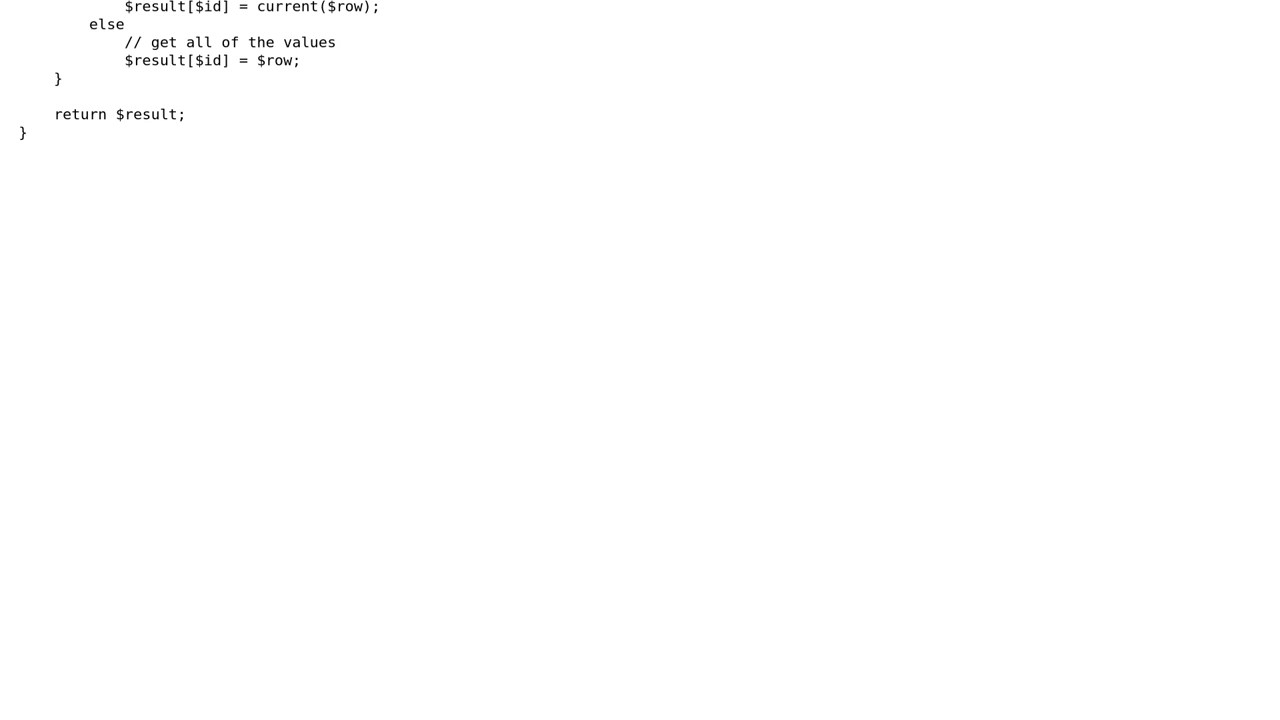 $result[$id] = current($row);
        else
            // get all of the values
            $result[$id] = $row;
    }

    return $result;
}